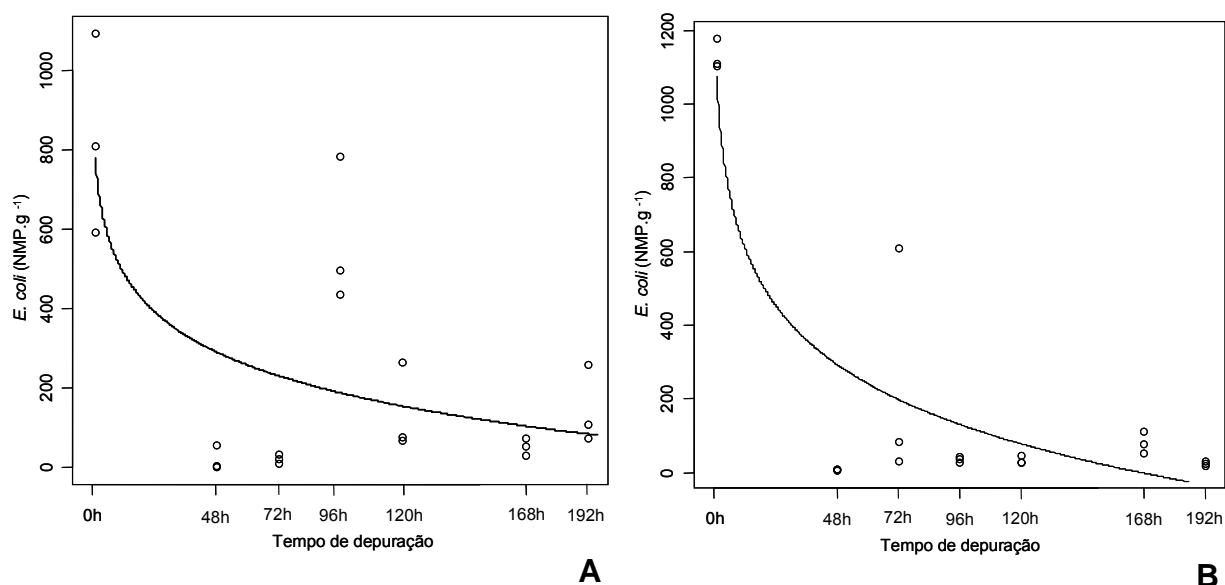 1000
800
600
400
200
0
E. coli (NMP.g -1)
0h 48h 72h 96h 120h 168h 192h
Tempo de depuração
A
1200
1000
800
600
400
200
0
E. coli (NMP.g -1)
0h 48h 72h 96h 120h 168h 192h
Tempo de depuração
B